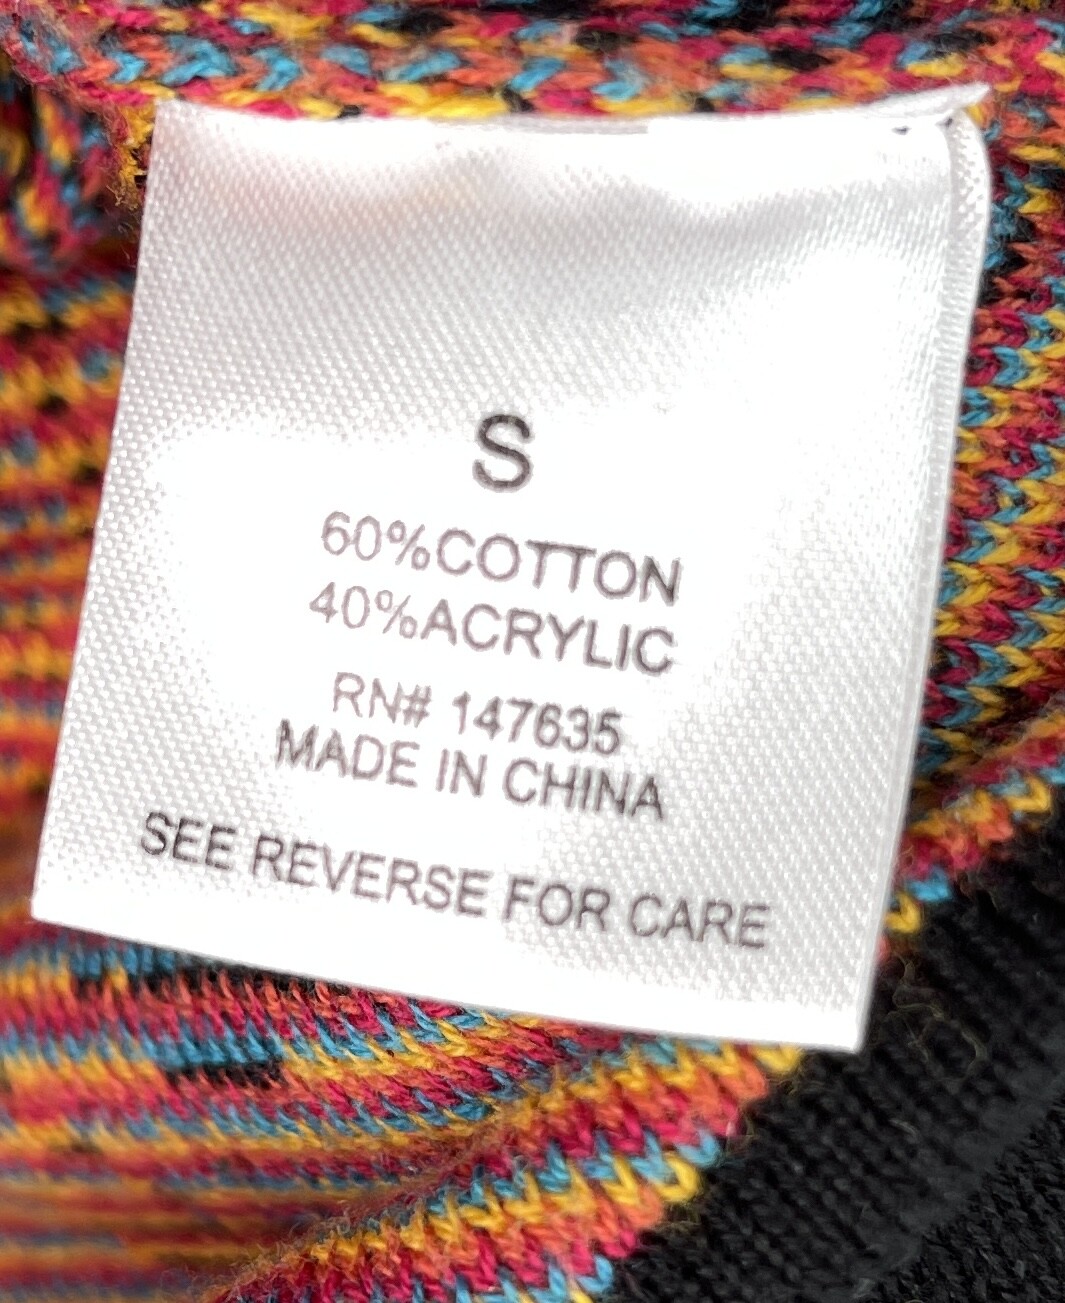 S
60%COTTON
40%ACRYLIC
RN# 147635
MADE IN CHINA
SEE REVERSE FOR CARE